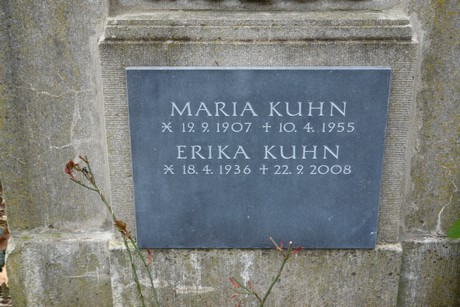 MARIA KUHN
✶ 19.9.1907 ✝ 10.4.1955
ERIKA KUHN
✶ 18.4.1936 ✝ 22.9.2008